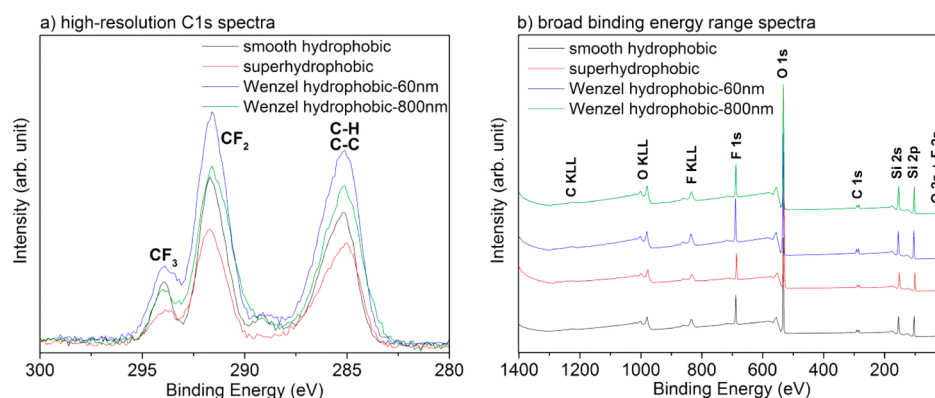 a) high-resolution C1s spectra
smooth hydrophobic
superhydrophobic
Wenzel hydrophobic-60nm
Wenzel hydrophobic-800nm
CF3
CF2
C-H
C-C
Intensity (arb. unit)
300 295 290 285 280
Binding Energy (eV)
b) broad binding energy range spectra
smooth hydrophobic
superhydrophobic
Wenzel hydrophobic-60nm
Wenzel hydrophobic-800nm
C KLL
O KLL
F KLL
F 1s
O 1s
C 1s
Si 2s
Si 2p
Intensity (arb. unit)
1400 1200 1000 800 600 400 200 0
Binding Energy (eV)